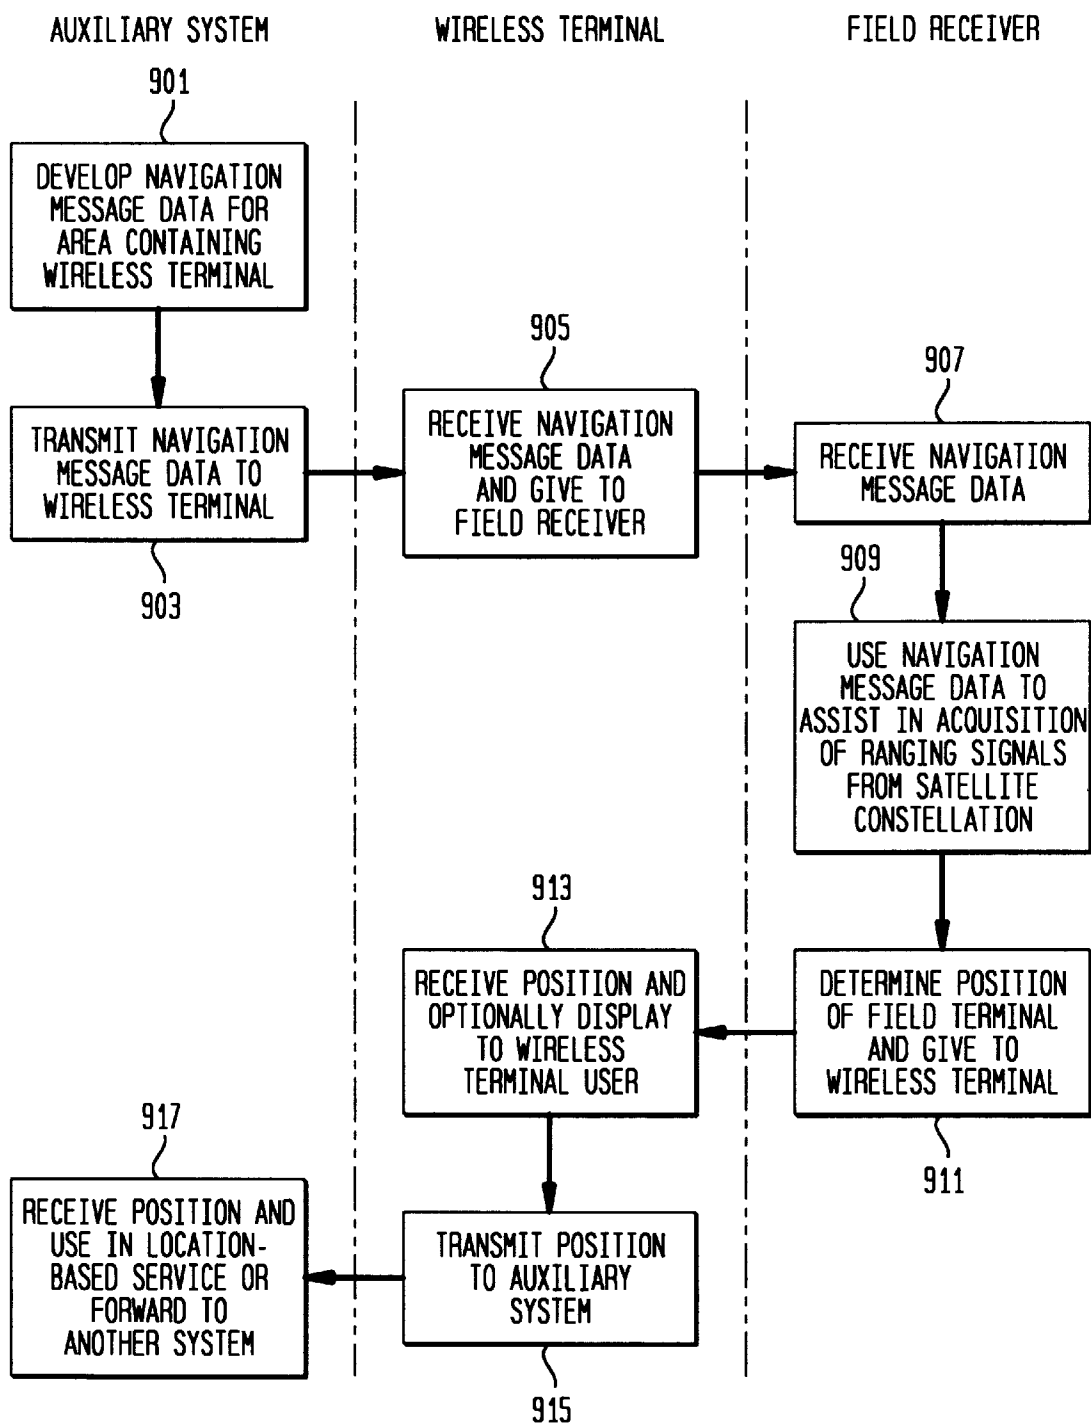 AUXILIARY SYSTEM
WIRELESS TERMINAL
FIELD RECEIVER
901
DEVELOP NAVIGATION
MESSAGE DATA FOR
AREA CONTAINING
WIRELESS TERMINAL
TRANSMIT NAVIGATION
MESSAGE DATA TO
WIRELESS TERMINAL
903
905
RECEIVE NAVIGATION
MESSAGE DATA
AND GIVE TO
FIELD RECEIVER
907
RECEIVE NAVIGATION
MESSAGE DATA
909
USE NAVIGATION
MESSAGE DATA TO
ASSIST IN ACQUISITION
OF RANGING SIGNALS
FROM SATELLITE
CONSTELLATION
DETERMINE POSITION
OF FIELD TERMINAL
AND GIVE TO
WIRELESS TERMINAL
911
913
RECEIVE POSITION AND
OPTIONALLY DISPLAY
TO WIRELESS
TERMINAL USER
TRANSMIT POSITION
TO AUXILIARY
SYSTEM
915
917
RECEIVE POSITION AND
USE IN LOCATION-
BASED SERVICE OR
FORWARD TO
ANOTHER SYSTEM